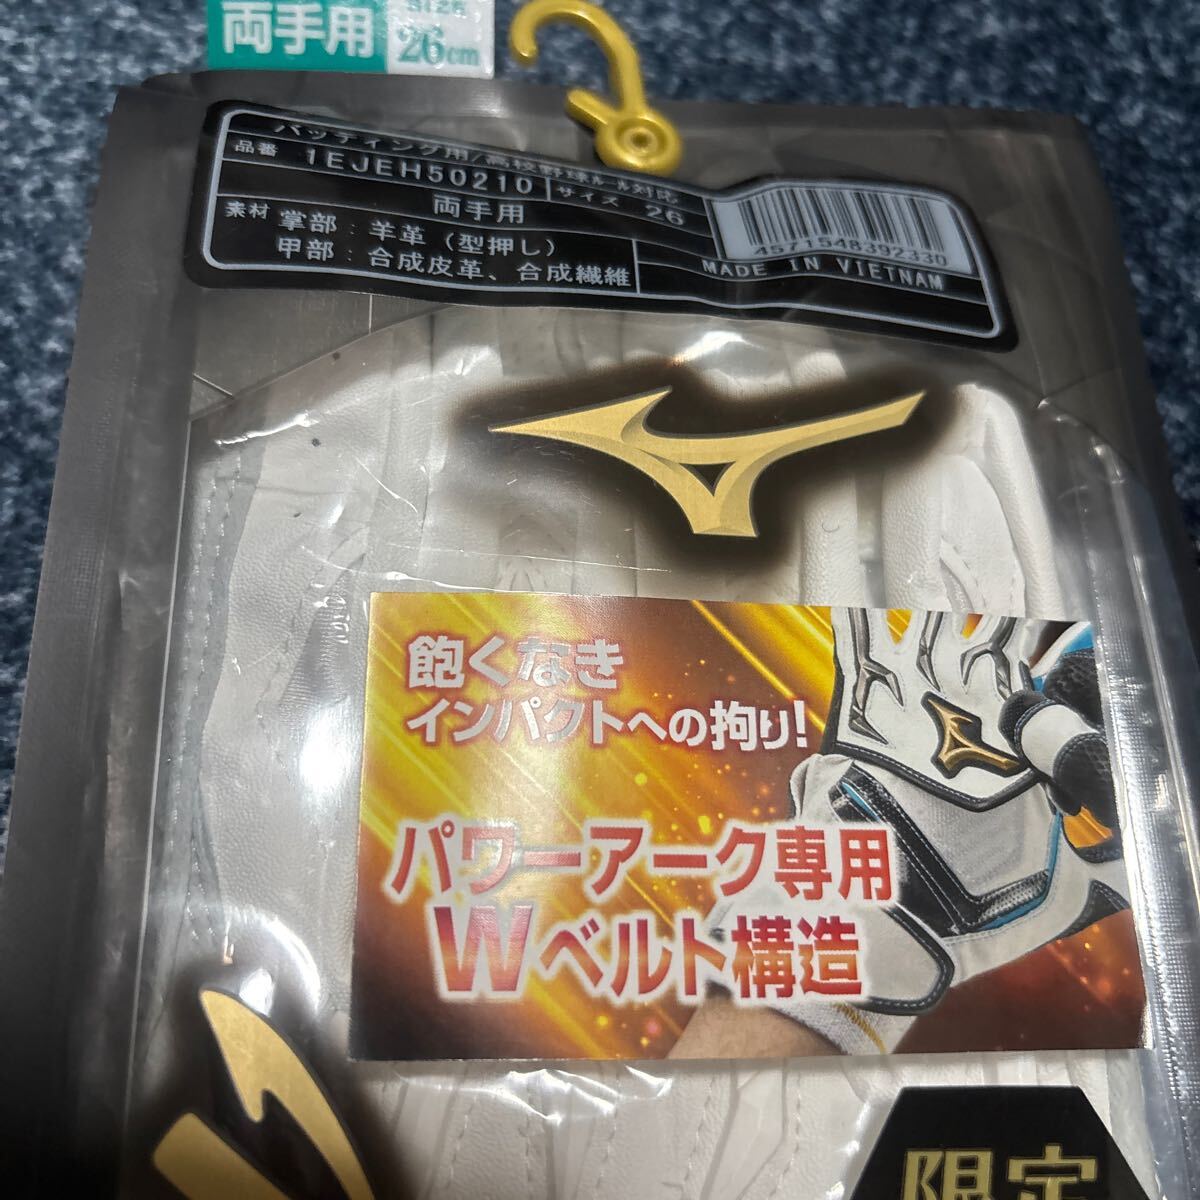 両手用 SIZE 26cm
バッティング用/高校野球ルール対応
品番 1EJEH50210 サイズ 26
両手用
素材 掌部:羊革(型押し)
甲部:合成皮革、合成繊維
4571548392330
MADE IN VIETNAM
飽くなき
インパクトへの拘り!
パワーアーク専用
Wベルト構造
限定